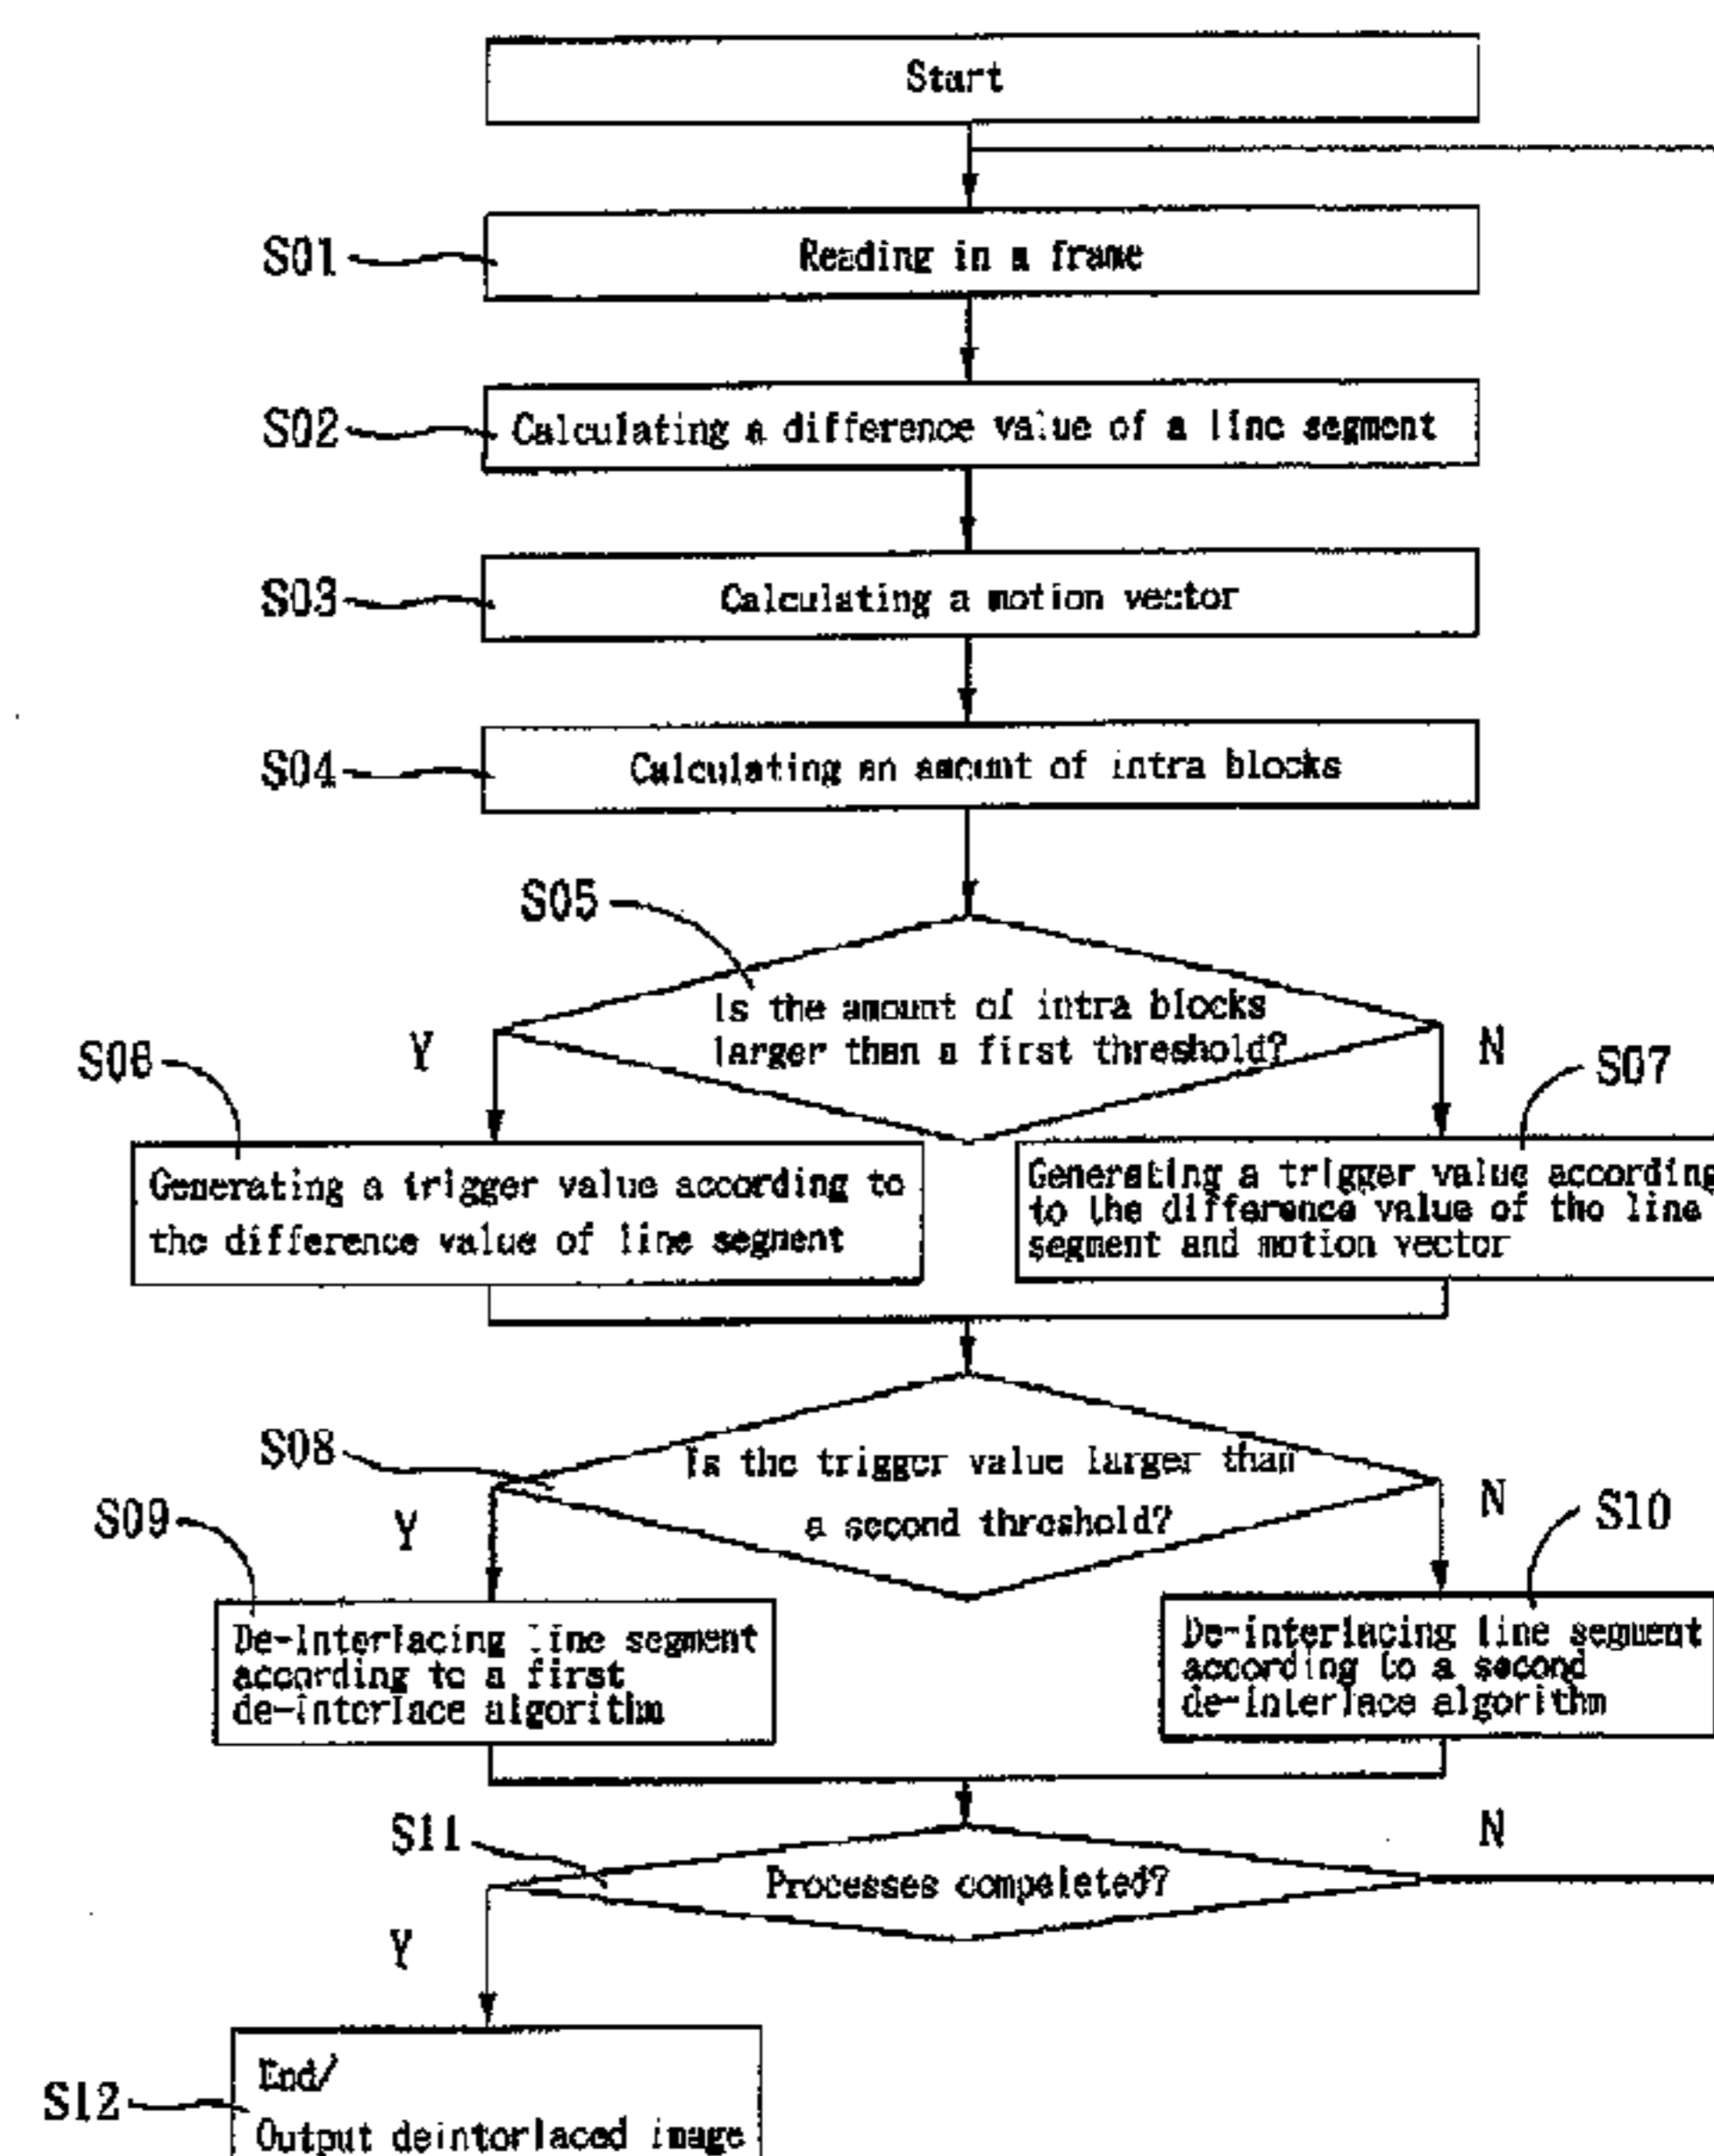 Start
S01
Reading in a frame
S02
Calculating a difference value of a line segment
S03
Calculating a motion vector
S04
Calculating an amount of intra blocks
S05
Is the amount of intra blocks
larger than a first threshold?
Y
N
S06
S07
Generating a trigger value according to
the difference value of line segment
Generating a trigger value according
to the difference value of the line
segment and motion vector
S08
Is the trigger value larger than
a second threshold?
Y
N
S09
S10
De-interlacing line segment
according to a first
de-interlace algorithm
De-interlacing line segment
according to a second
de-interlace algorithm
S11
Processes compeleted?
N
Y
S12
End/
Output deinterlaced image